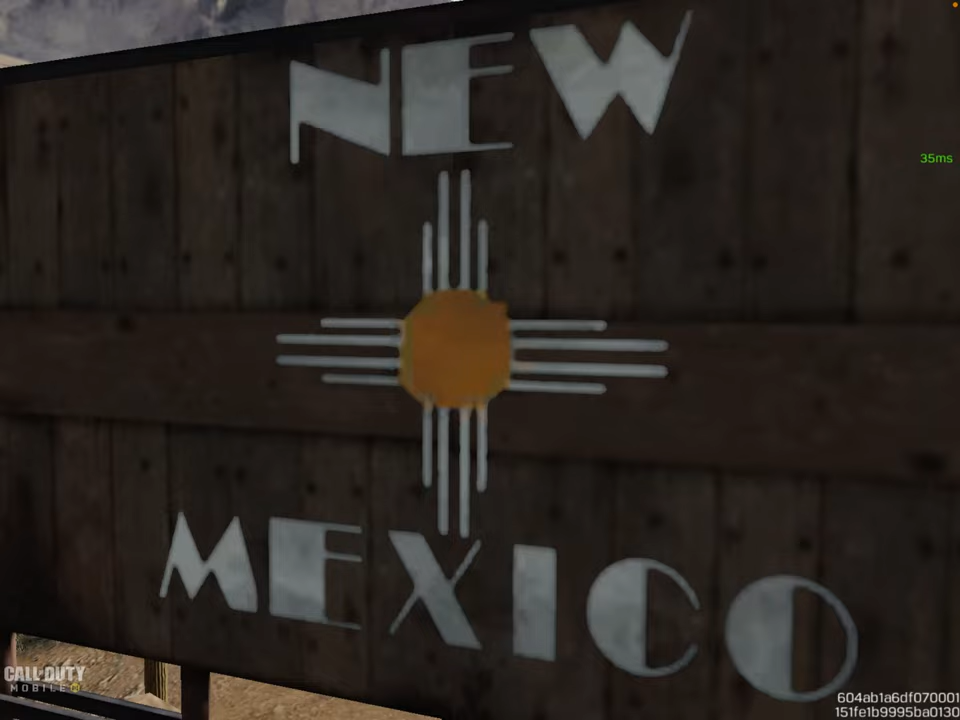 NEW
35ms
MEXICO
CALL OF DUTY
MOBILE
604ab1a6df070001
151fe1b9995ba0130